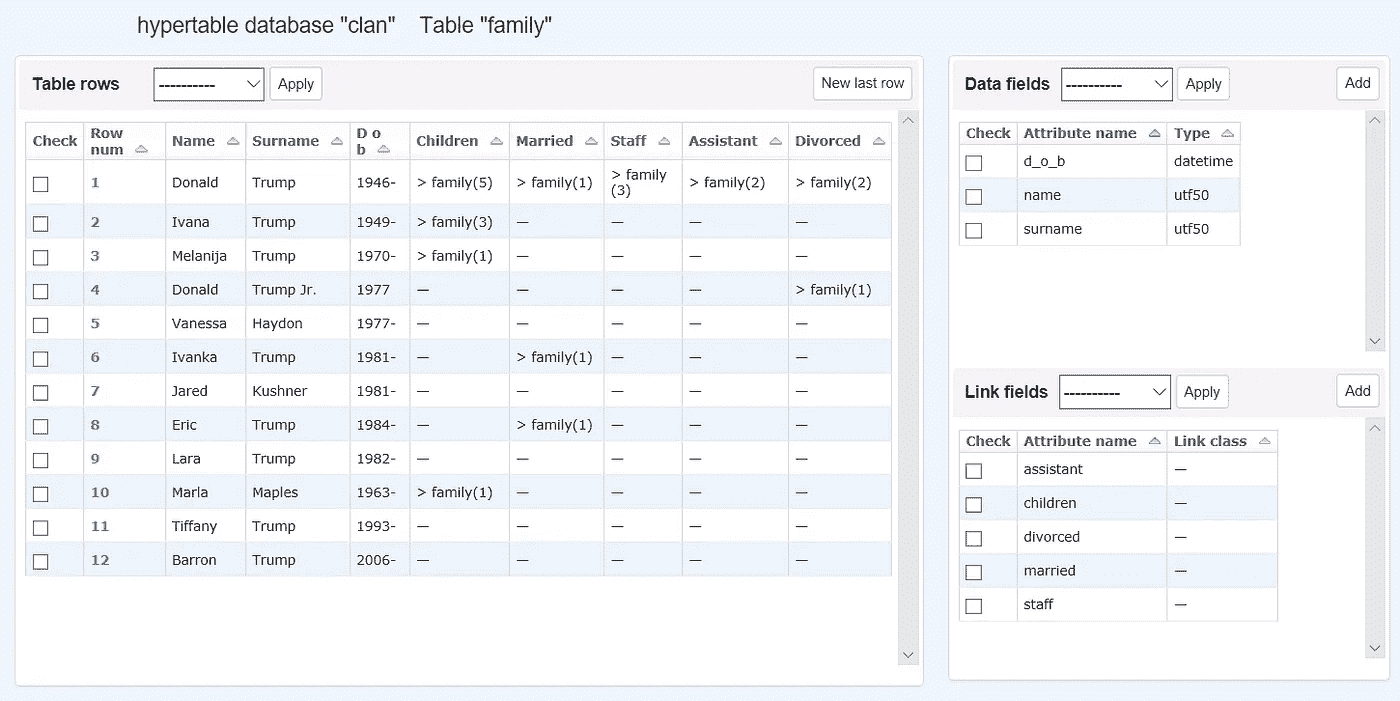 hypertable database "clan" Table "family"
Table rows ---------- Apply New last row
Check Row num Name Surname D o b Children Married Staff Assistant Divorced
1 Donald Trump 1946- > family(5) > family(1) > family (3) > family(2) > family(2)
2 Ivana Trump 1949- > family(3) — — — —
3 Melanija Trump 1970- > family(1) — — — —
4 Donald Trump Jr. 1977 — — — — > family(1)
5 Vanessa Haydon 1977- — — — — —
6 Ivanka Trump 1981- — > family(1) — — —
7 Jared Kushner 1981- — — — — —
8 Eric Trump 1984- — > family(1) — — —
9 Lara Trump 1982- — — — — —
10 Marla Maples 1963- > family(1) — — — —
11 Tiffany Trump 1993- — — — — —
12 Barron Trump 2006- — — — — —
Data fields ---------- Apply Add
Check Attribute name Type
d_o_b datetime
name utf50
surname utf50
Link fields ---------- Apply Add
Check Attribute name Link class
assistant —
children —
divorced —
married —
staff —